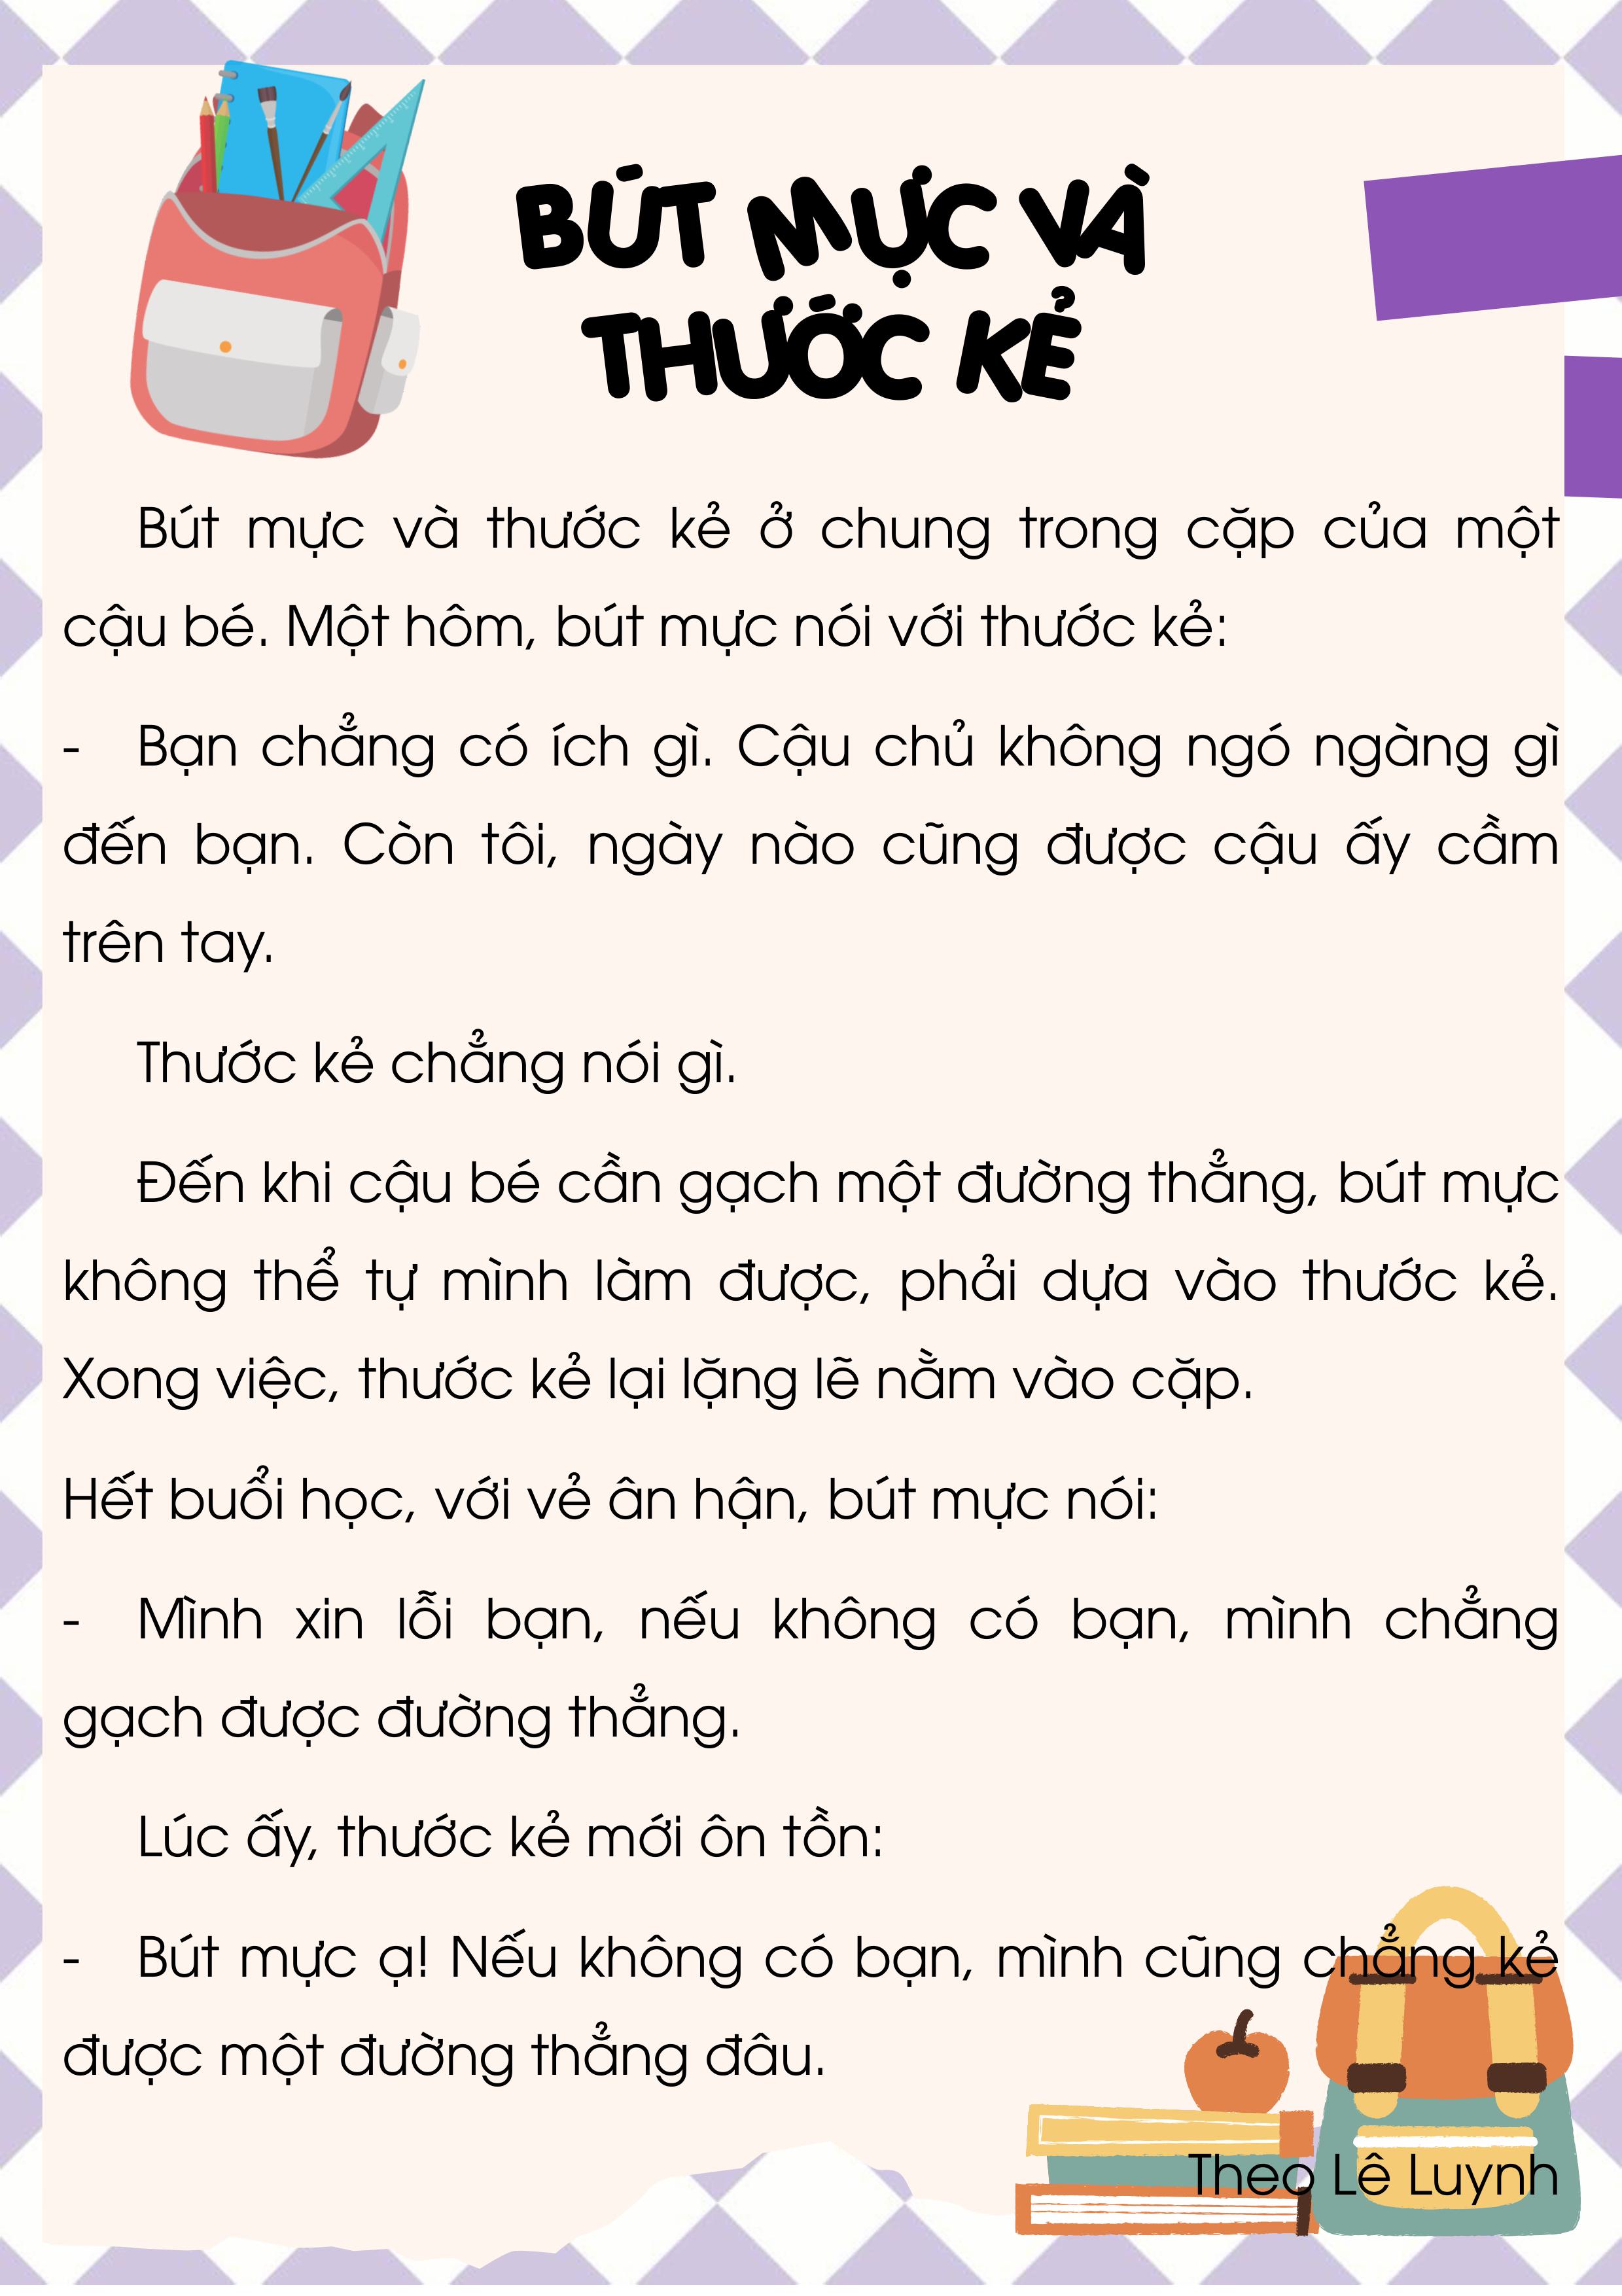 BÚT MỰC VÀ
THƯỚC KẺ
Bút mực và thước kẻ ở chung trong cặp của một
cậu bé. Một hôm, bút mực nói với thước kẻ:
- Bạn chẳng có ích gì. Cậu chủ không ngó ngàng gì
đến bạn. Còn tôi, ngày nào cũng được cậu ấy cầm
trên tay.
Thước kẻ chẳng nói gì.
Đến khi cậu bé cần gạch một đường thẳng, bút mực
không thể tự mình làm được, phải dựa vào thước kẻ.
Xong việc, thước kẻ lại lặng lẽ nằm vào cặp.
Hết buổi học, với vẻ ân hận, bút mực nói:
- Mình xin lỗi bạn, nếu không có bạn, mình chẳng
gạch được đường thẳng.
Lúc ấy, thước kẻ mới ôn tồn:
- Bút mực ạ! Nếu không có bạn, mình cũng chẳng kẻ
được một đường thẳng đâu.
Theo Lê Luynh